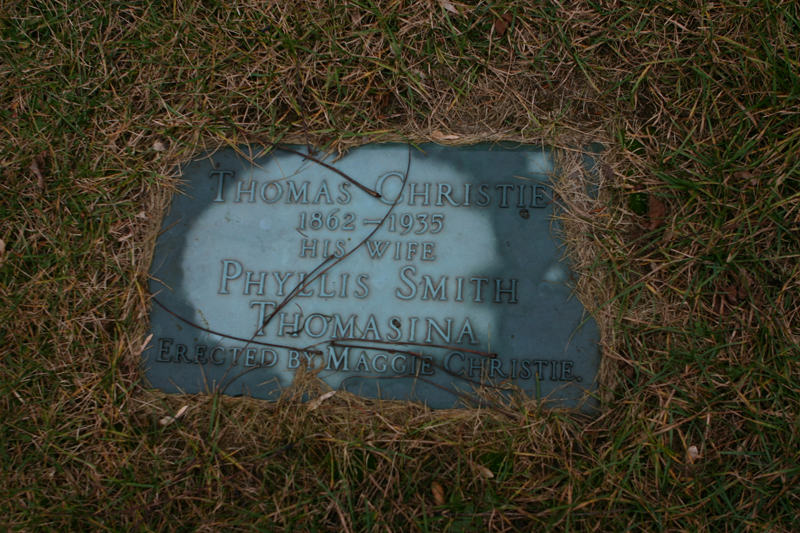 THOMAS CHRISTIE
1862 – 1935
HIS WIFE
PHYLLIS SMITH
THOMASINA
ERECTED BY MAGGIE CHRISTIE.